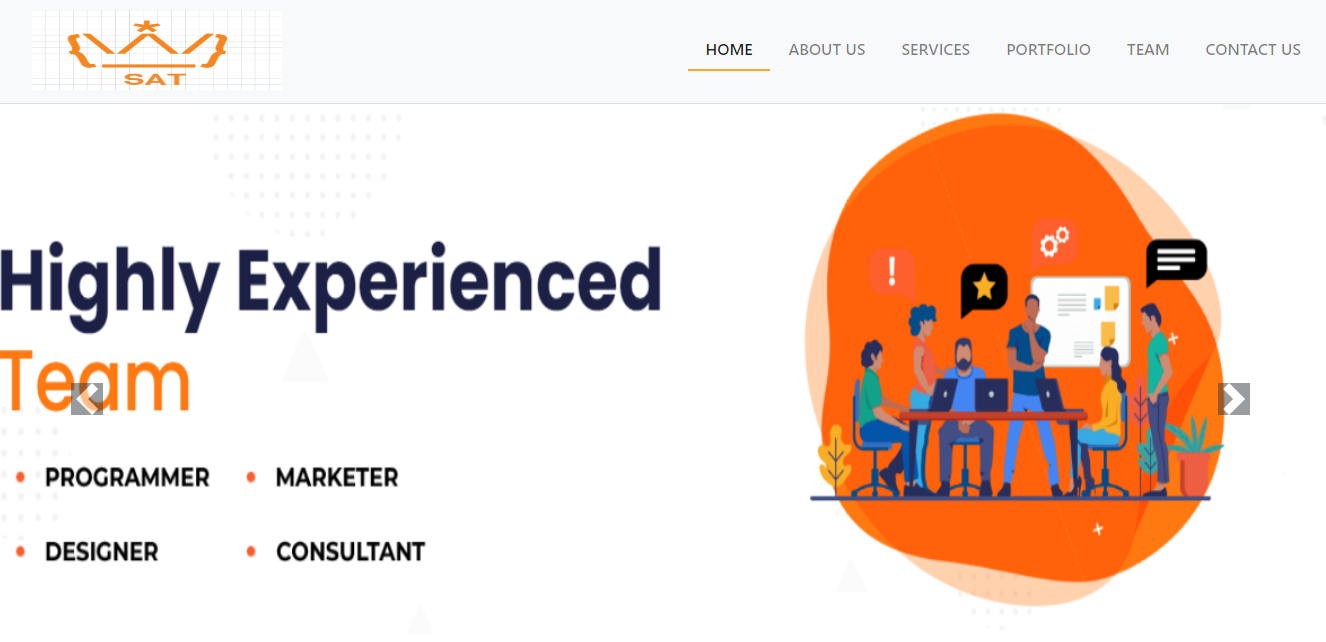 SAT
HOME ABOUT US SERVICES PORTFOLIO TEAM CONTACT US
Highly Experienced
Team
PROGRAMMER MARKETER
DESIGNER CONSULTANT